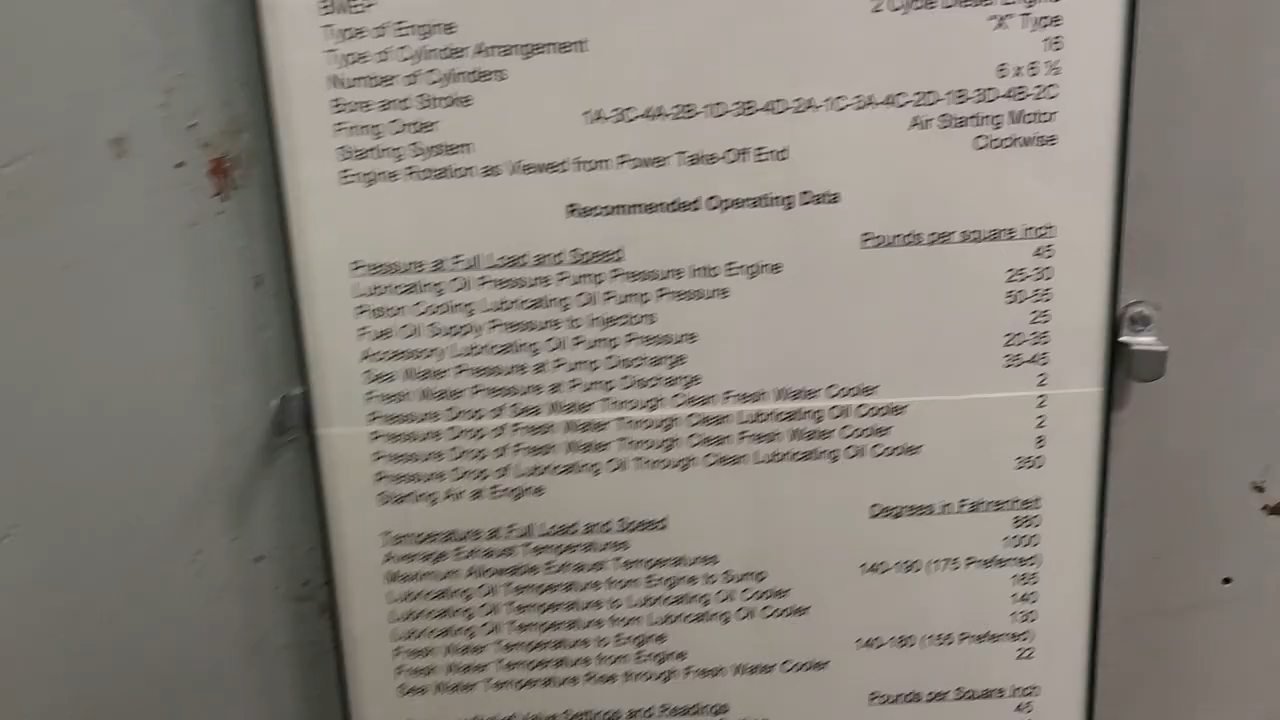 BMEP
Type of Engine 2 Cycle Diesel Engine
Type of Cylinder Arrangement "X" Type
Number of Cylinders 16
Bore and Stroke 6 x 6 ½
Firing Order 1A-3C-4A-2B-1D-3B-4D-2A-1C-3A-4C-2D-1B-3D-4B-2C
Starting System Air Starting Motor
Engine Rotation as Viewed from Power Take-Off End Clockwise
Recommended Operating Data
Pressure at Full Load and Speed Pounds per square inch
Lubricating Oil Pressure Pump Pressure into Engine 45
Piston Cooling Lubricating Oil Pump Pressure 25-30
Fuel Oil Supply Pressure to Injectors 50-55
Accessory Lubricating Oil Pump Pressure 25
Sea Water Pressure at Pump Discharge 20-35
Fresh Water Pressure at Pump Discharge 35-45
Pressure Drop of Sea Water Through Clean Fresh Water Cooler 2
Pressure Drop of Fresh Water Through Clean Lubricating Oil Cooler 2
Pressure Drop of Fresh Water Through Clean Fresh Water Cooler 2
Pressure Drop of Lubricating Oil Through Clean Lubricating Oil Cooler 8
Starting Air at Engine 350
Temperature at Full Load and Speed Degrees in Fahrenheit
Average Exhaust Temperatures
Maximum Allowable Exhaust Temperatures 1000
Lubricating Oil Temperature from Engine to Sump 140-190 (175 Preferred)
Lubricating Oil Temperature to Lubricating Oil Cooler
Lubricating Oil Temperature from Lubricating Oil Cooler 140
Fresh Water Temperature to Engine 130
Fresh Water Temperature from Engine 140-180 (155 Preferred)
Sea Water Temperature Rise through Fresh Water Cooler 22
Valve Settings and Readings Pounds per Square Inch
45